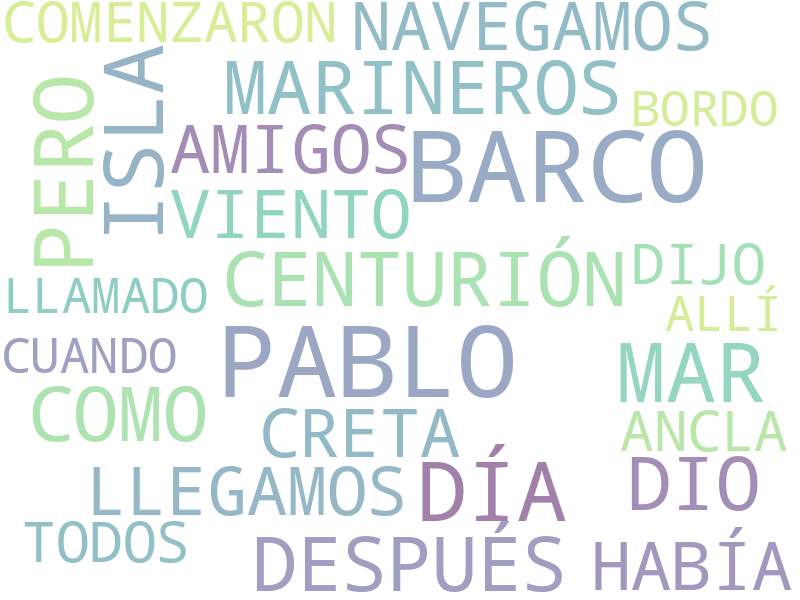 COMENZARON
NAVEGAMOS
ISLA
MARINEROS
PERO
BORDO
AMIGOS
BARCO
VIENTO
CENTURIÓN
DIJO
LLAMADO
ALLÍ
CUANDO
PABLO
MAR
COMO
CRETA
ANCLA
LLEGAMOS
DÍA
DIO
TODOS
DESPUÉS
HABÍA